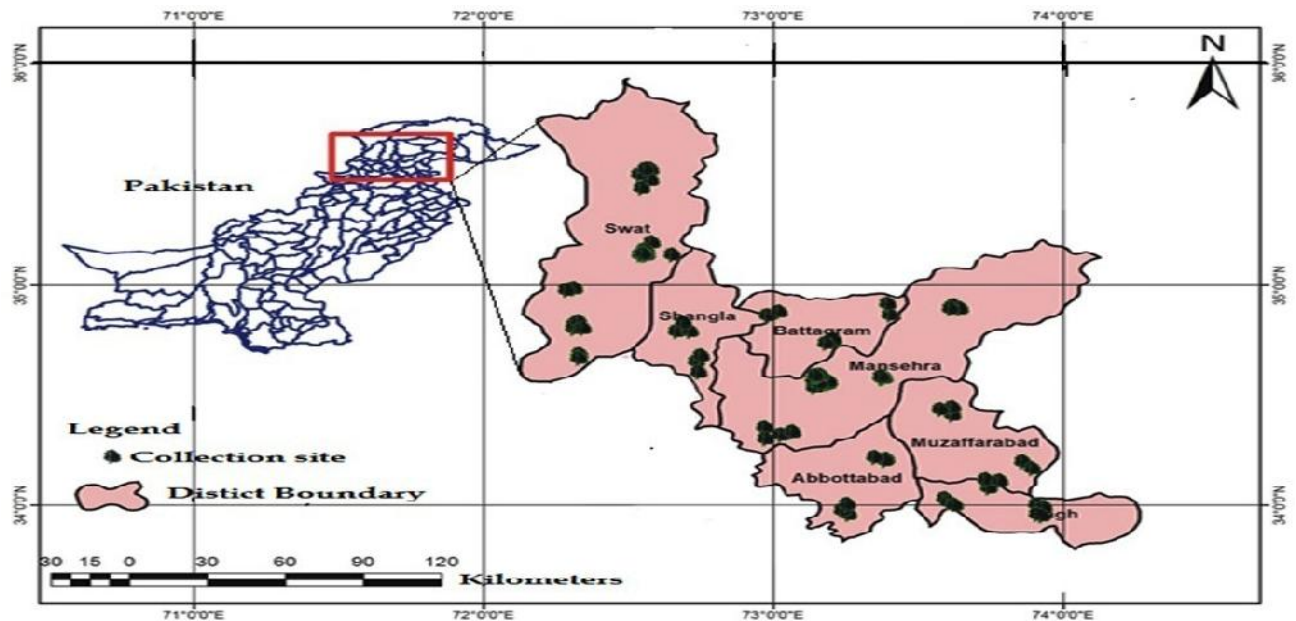 71°0'0"E 72°0'0"E 73°0'0"E 74°0'0"E
36°0'0"N 36°0'0"N
N
Pakistan
Swat
35°0'0"N 35°0'0"N
Shangla
Battagram
Mansehra
Legend
Collection site
Muzaffarabad
Abbottabad
Distict Boundary
34°0'0"N 34°0'0"N
30 15 0 30 60 90 120
Kilometers
71°0'0"E 72°0'0"E 73°0'0"E 74°0'0"E